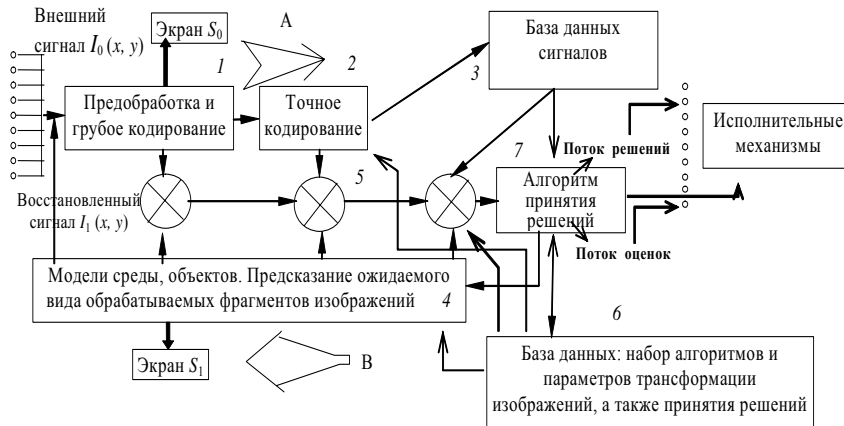 Внешний
сигнал I₀ (x, y)
Экран S₀
A
База данных
сигналов
1
2
3
Предобработка и
грубое кодирование
Точное
кодирование
Исполнительные
механизмы
7
Поток решений
Алгоритм
принятия
решений
5
Восстановленный
сигнал I₁ (x, y)
Поток оценок
Модели среды, объектов. Предсказание ожидаемого
вида обрабатываемых фрагментов изображений
4
6
Экран S₁
B
База данных: набор алгоритмов и
параметров трансформации
изображений, а также принятия решений